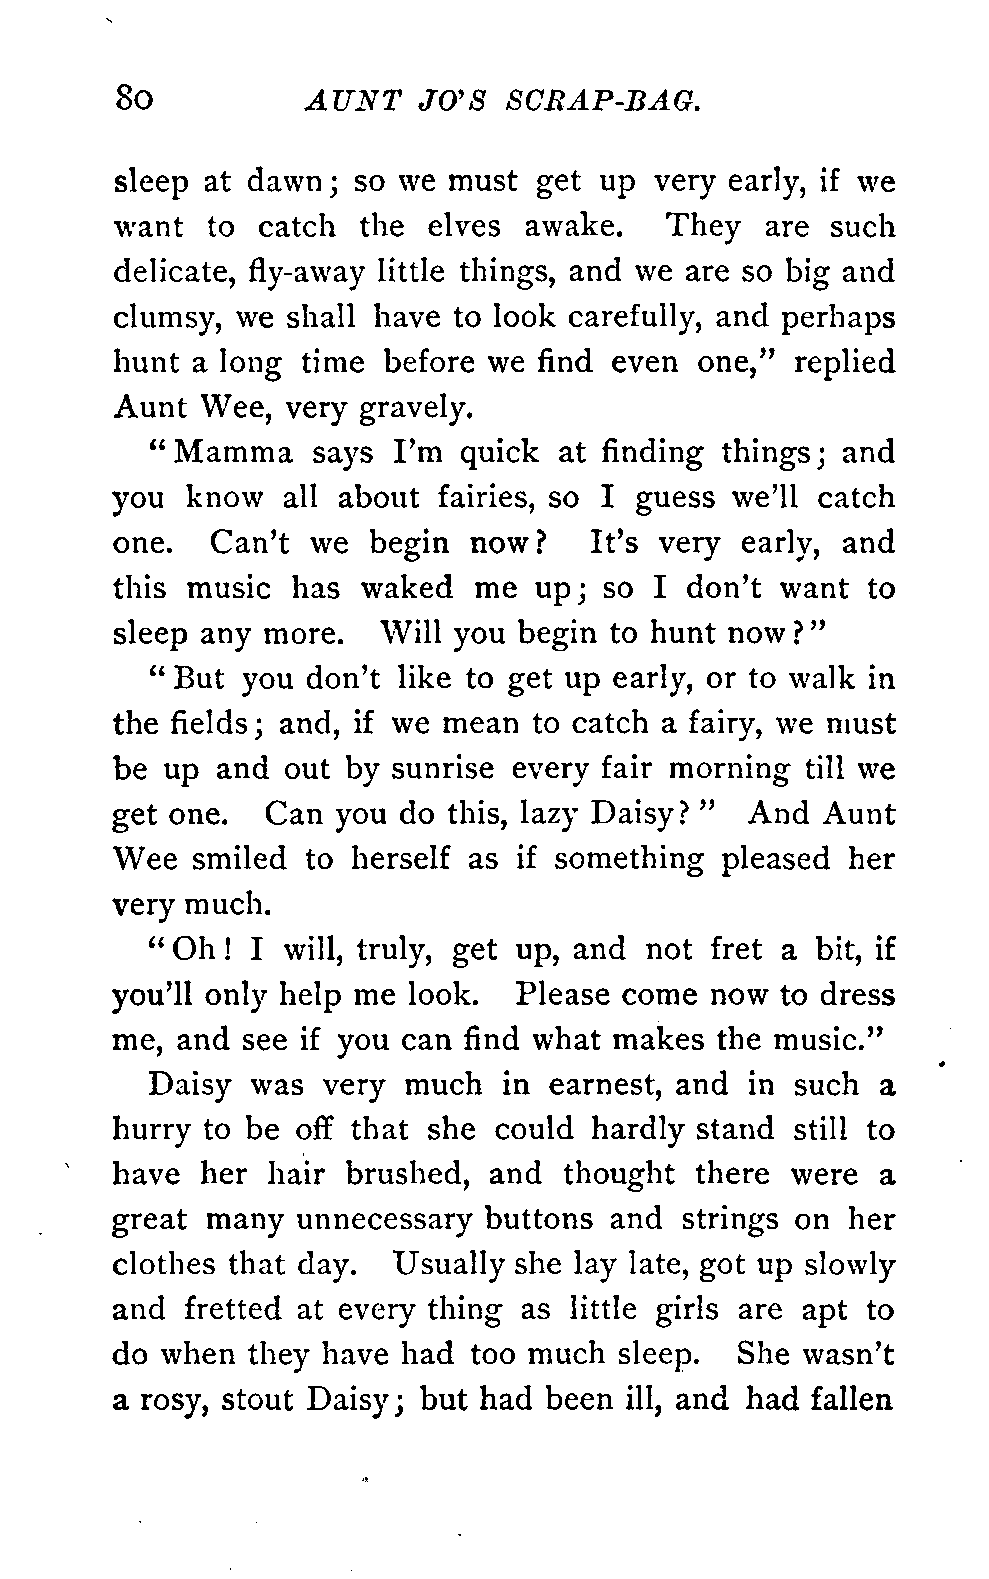 80 AUNT JO'S SCRAP-BAG.
sleep at dawn; so we must get up very early, if we
want to catch the elves awake. They are such
delicate, fly-away little things, and we are so big and
clumsy, we shall have to look carefully, and perhaps
hunt a long time before we find even one," replied
Aunt Wee, very gravely.
"Mamma says I'm quick at finding things; and
you know all about fairies, so I guess we'll catch
one. Can't we begin now? It's very early, and
this music has waked me up; so I don't want to
sleep any more. Will you begin to hunt now?"
"But you don't like to get up early, or to walk in
the fields; and, if we mean to catch a fairy, we must
be up and out by sunrise every fair morning till we
get one. Can you do this, lazy Daisy?" And Aunt
Wee smiled to herself as if something pleased her
very much.
"Oh! I will, truly, get up, and not fret a bit, if
you'll only help me look. Please come now to dress
me, and see if you can find what makes the music."
Daisy was very much in earnest, and in such a
hurry to be off that she could hardly stand still to
have her hair brushed, and thought there were a
great many unnecessary buttons and strings on her
clothes that day. Usually she lay late, got up slowly
and fretted at every thing as little girls are apt to
do when they have had too much sleep. She wasn't
a rosy, stout Daisy; but had been ill, and had fallen